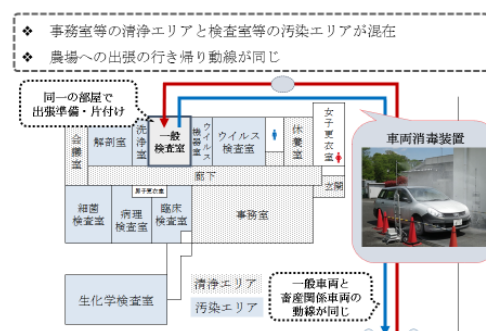 ❖ 事務室等の清浄エリアと検査室等の汚染エリアが混在
❖ 農場への出張の行き帰り動線が同じ
同一の部屋で
出張準備・片付け
会議室
解剖室
洗浄室
一般
検査室
ウイルス
機器室
ウイルス
検査室
休養室
女子更衣室
車両消毒装置
廊下
玄関
男子更衣室
細菌
検査室
病理
検査室
臨床
検査室
事務室
生化学検査室
清浄エリア
汚染エリア
一般車両と
畜産関係車両の
動線が同じ